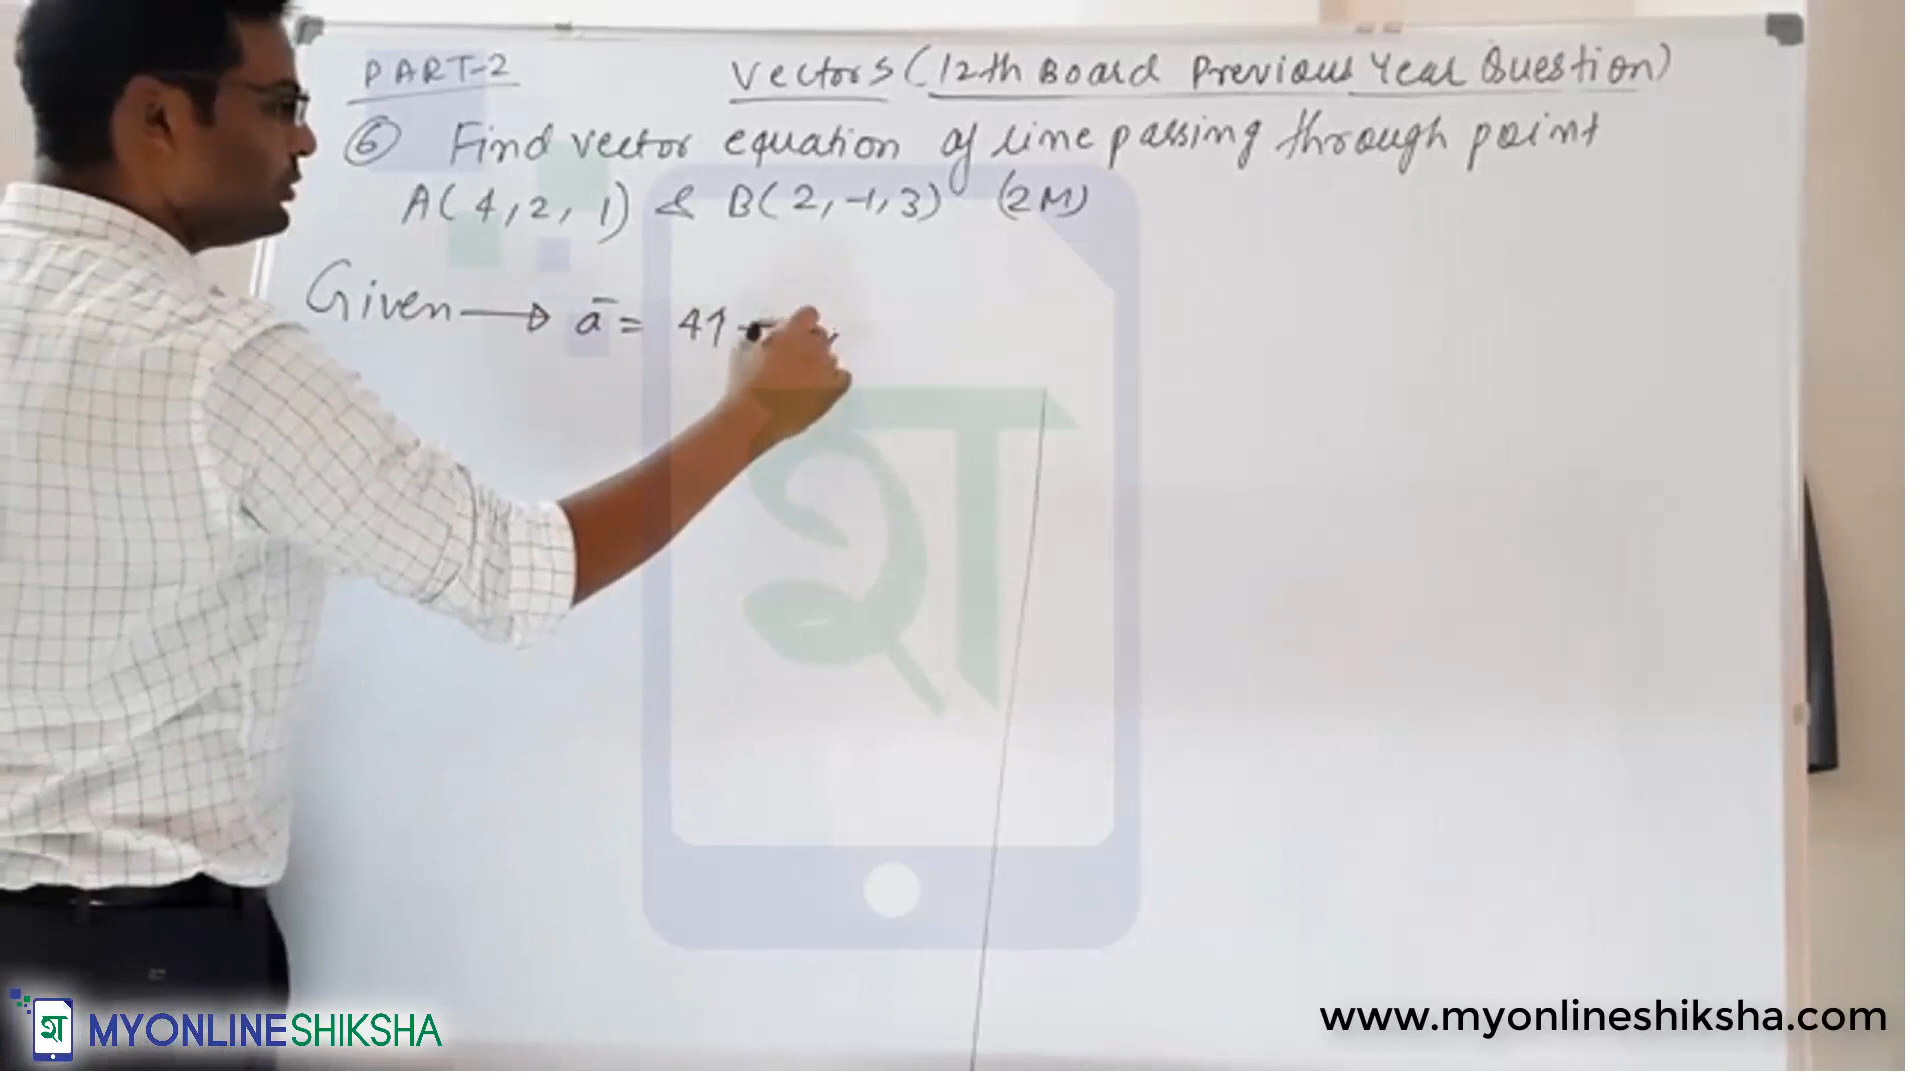 PART-2 Vectors (12th Board Previous Year Question)
⑥ Find vector equation of line passing through point
A(4,2,1) & B(2,-1,3) (2M)
Given → a̅ = 4î
श
श MYONLINESHIKSHA
www.myonlineshiksha.com